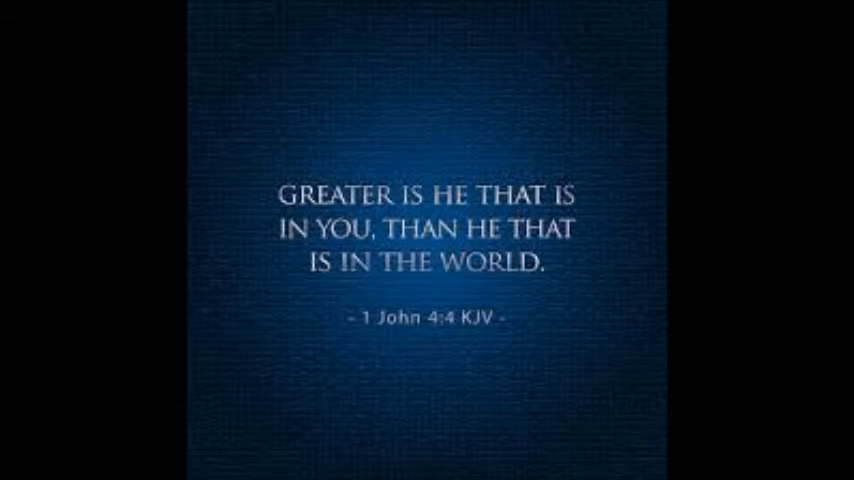 GREATER IS HE THAT IS
IN YOU, THAN HE THAT
IS IN THE WORLD.
- 1 John 4:4 KJV -